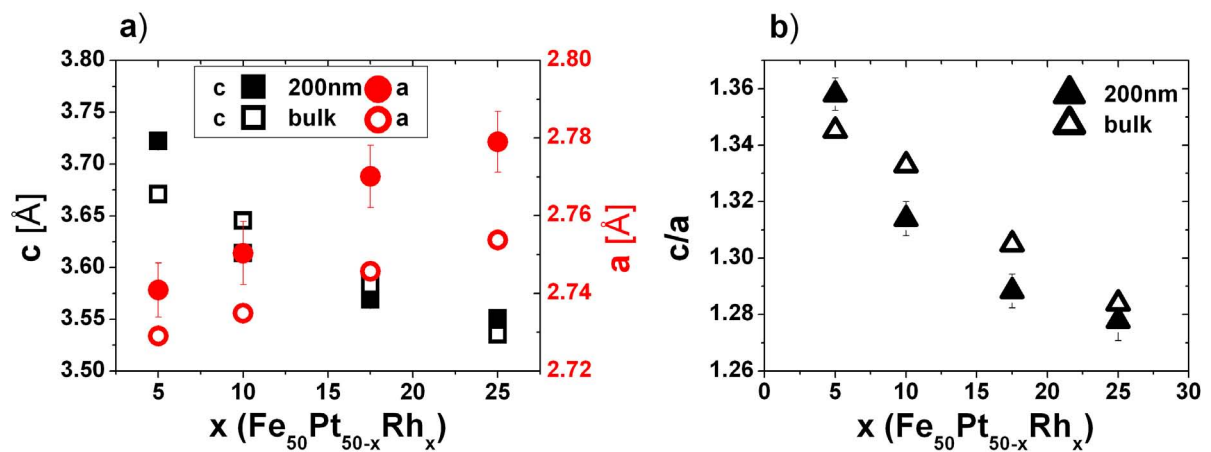 a)
3.80
3.75
3.70
3.65
3.60
3.55
3.50
c [Å]
c 200nm a
c bulk a
2.80
2.78
2.76
2.74
2.72
a [Å]
5 10 15 20 25
x (Fe50Pt50-xRhx)
b)
1.36
1.34
1.32
1.30
1.28
1.26
c/a
200nm
bulk
0 5 10 15 20 25 30
x (Fe50Pt50-xRhx)